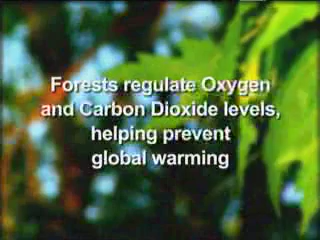 Forests regulate Oxygen
and Carbon Dioxide levels,
helping prevent
global warming